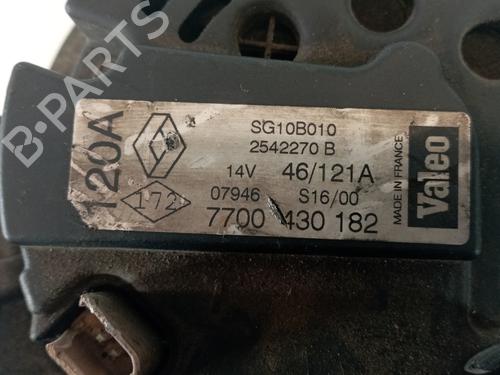 SG10B010
2542270 B
14V 46/121A
07946 S16/00
7700 430 182
120A
172
MADE IN FRANCE
Valeo
B-PARTS